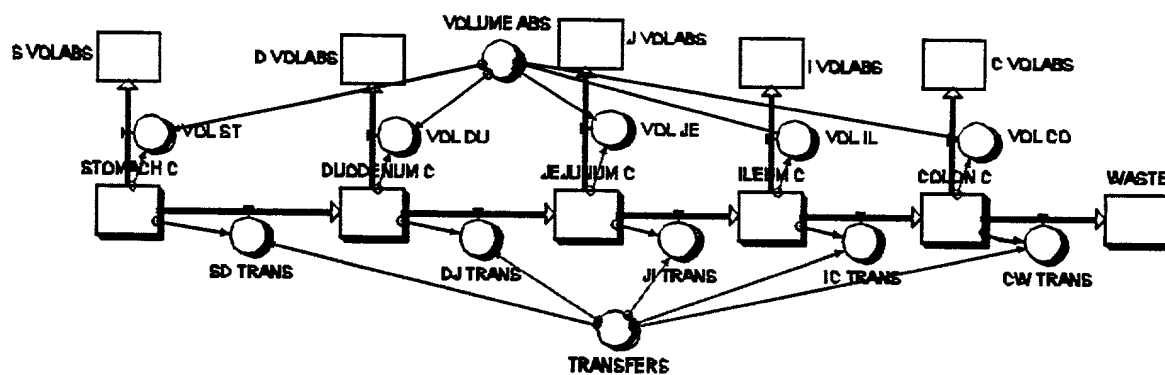 VOLUME ABS
S VOLABS
D VOLABS
J VOLABS
I VOLABS
C VOLABS
VOL ST
VOL DU
VOL JE
VOL IL
VOL CO
STOMACH C
DUODENUM C
JEJUNUM C
ILEUM C
COLON C
WASTE
SD TRANS
DJ TRANS
JI TRANS
IC TRANS
CW TRANS
TRANSFERS